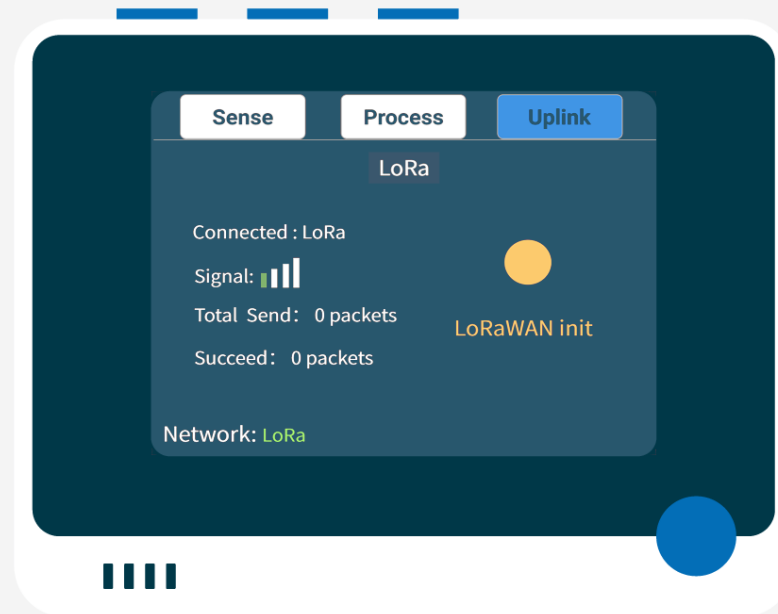 Sense Process Uplink
LoRa
Connected : LoRa
Signal:
Total Send: 0 packets
Succeed: 0 packets
LoRaWAN init
Network: LoRa